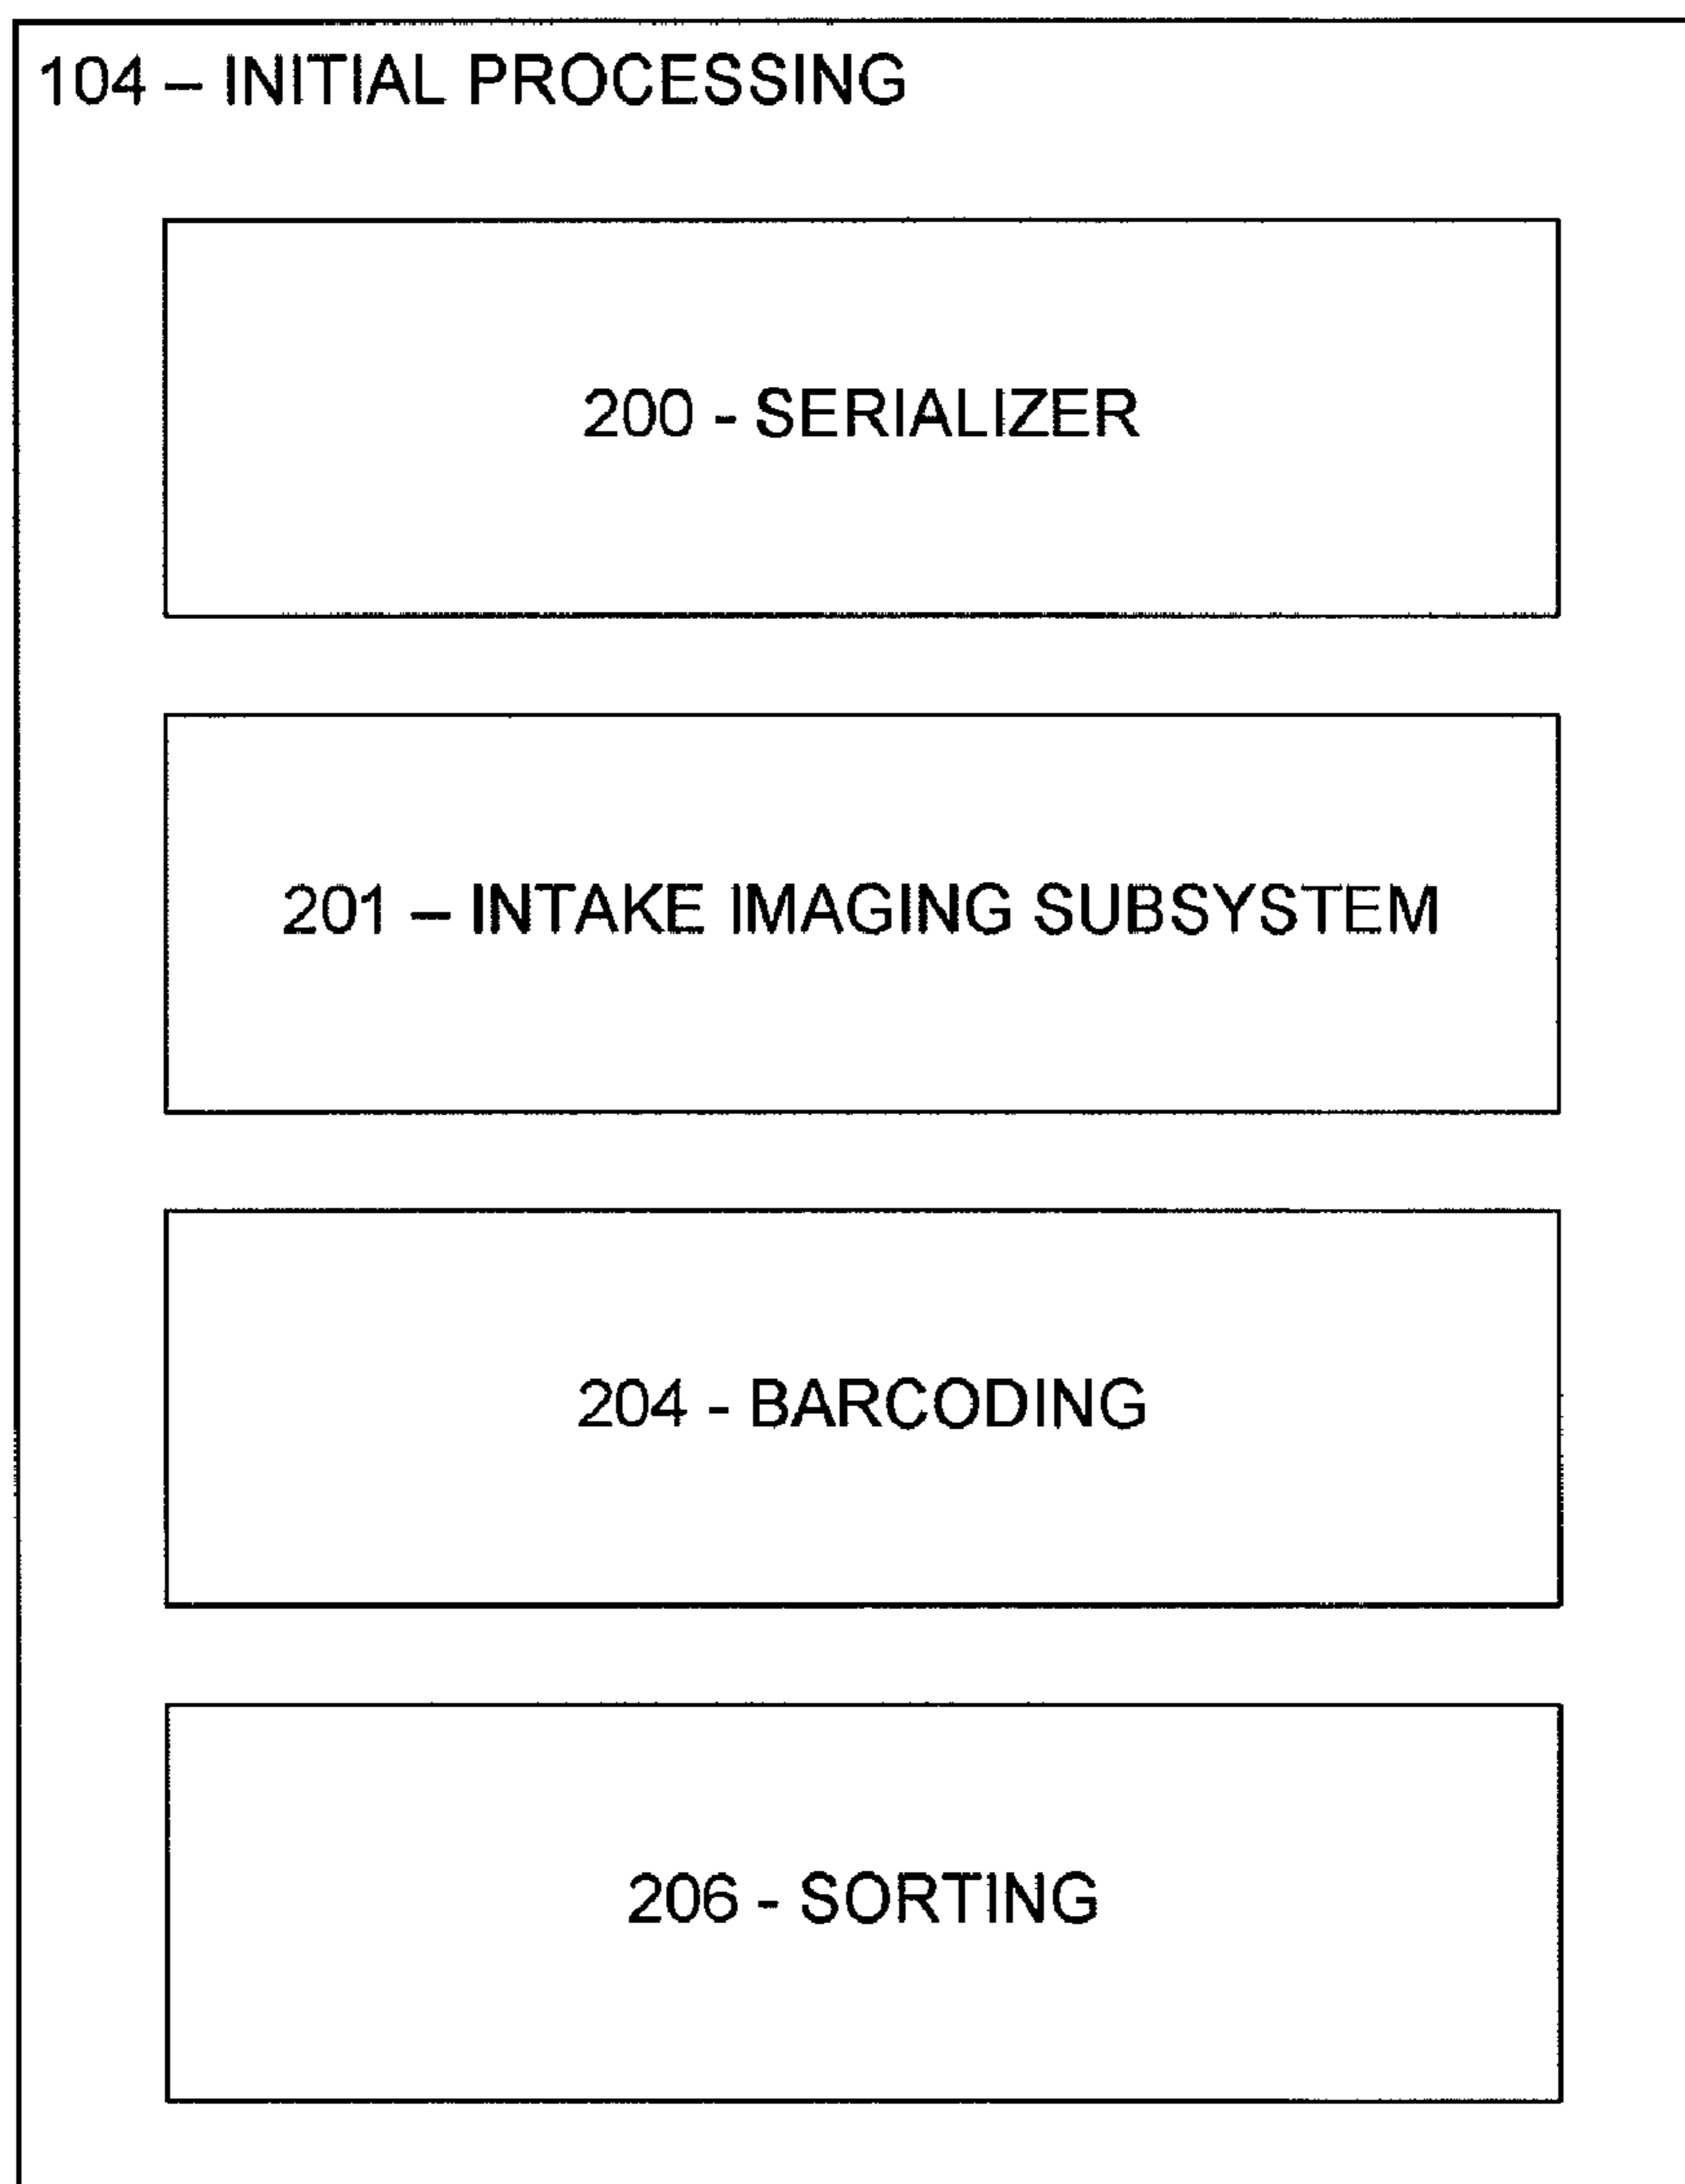 104 – INITIAL PROCESSING
200 - SERIALIZER
201 – INTAKE IMAGING SUBSYSTEM
204 - BARCODING
206 - SORTING